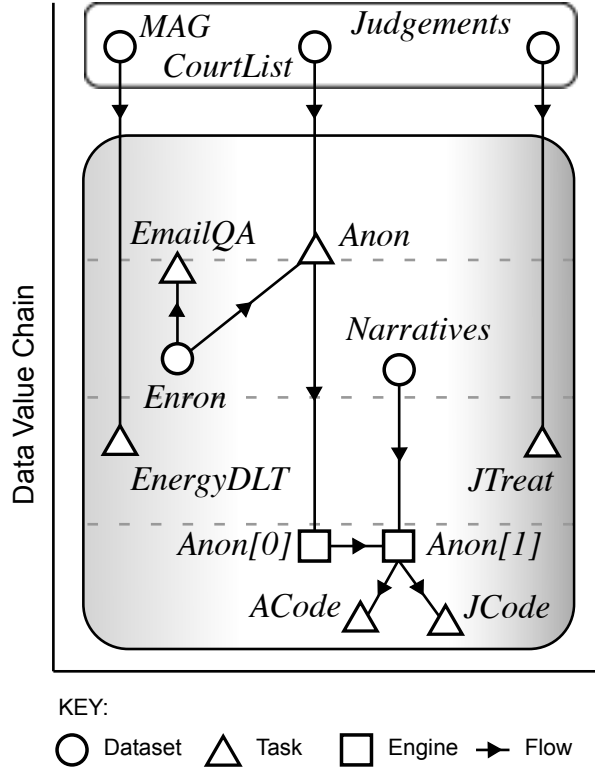 MAG
Judgements
CourtList
EmailQA
Anon
Narratives
Enron
EnergyDLT
JTreat
Anon[0]
Anon[1]
ACode
JCode
Data Value Chain
KEY:
Dataset Task Engine Flow